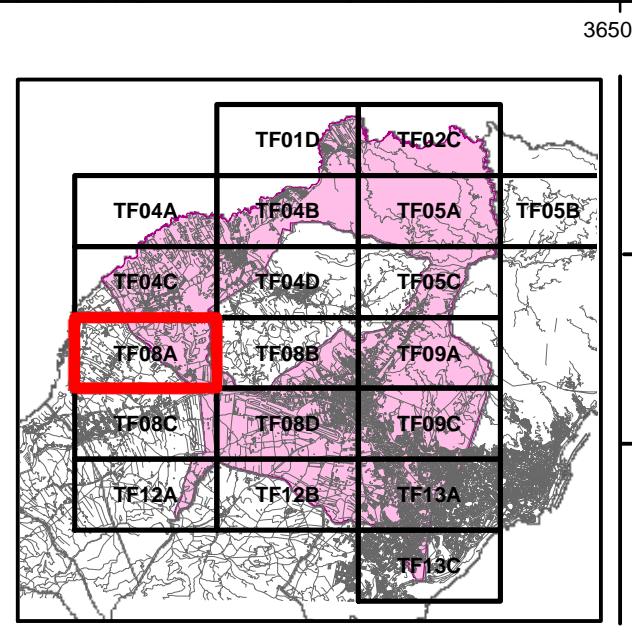 3650
TF01D TF02C
TF04A TF04B TF05A TF05B
TF04C TF04D TF05C
TF08A TF08B TF09A
TF08C TF08D TF09C
TF12A TF12B TF13A
TF13C